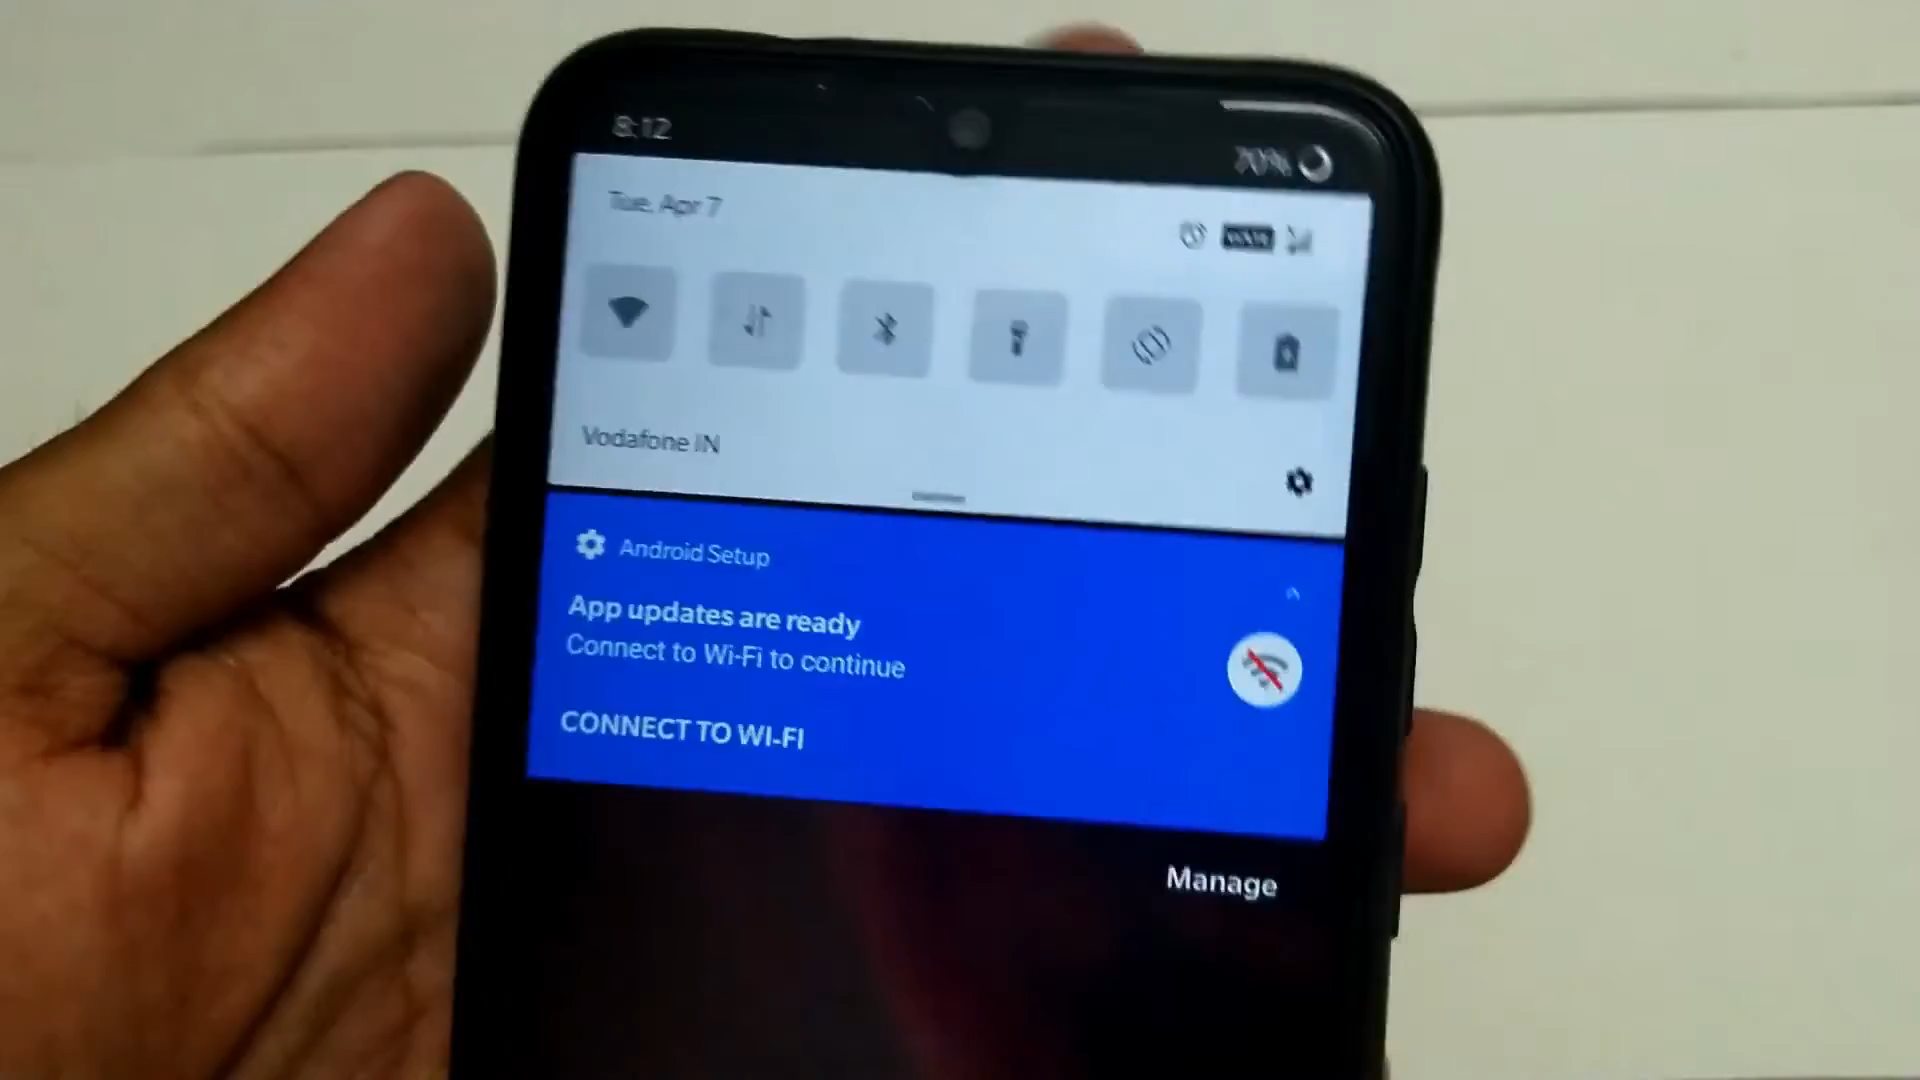 8:12
70%
Tue, Apr 7
Vodafone IN
Android Setup
App updates are ready
Connect to Wi-Fi to continue
CONNECT TO WI-FI
Manage